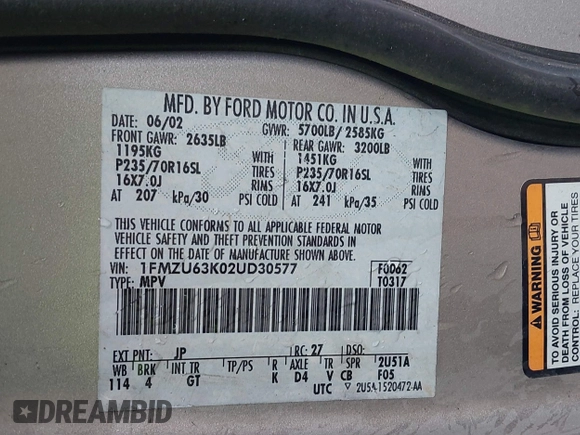 MFD. BY FORD MOTOR CO. IN U.S.A.
DATE: 06/02 GVWR: 5700LB/ 2585KG
FRONT GAWR: 2635LB REAR GAWR: 3200LB
1195KG WITH 1451KG WITH
P235/70R16SL TIRES P235/70R16SL TIRES
16X7.0J RIMS 16X7.0J RIMS
AT 207 kPa/30 PSI COLD AT 241 kPa/35 PSI COLD
THIS VEHICLE CONFORMS TO ALL APPLICABLE FEDERAL MOTOR
VEHICLE SAFETY AND THEFT PREVENTION STANDARDS IN
EFFECT ON THE DATE OF MANUFACTURE SHOWN ABOVE.
VIN: 1FMZU63K02UD30577 F0062
TYPE: MPV T0317
EXT PNT: JP RC: 27 DSO:
WB BRK INT TR TP/PS R AXLE TR SPR 2U51A
114 4 GT K D4 V CB F05
UTC 2U5A-1520472-AA
WARNING
TO AVOID SERIOUS INJURY OR
DEATH FROM LOSS OF VEHICLE
CONTROL: REPLACE TIRES
DREAMBID